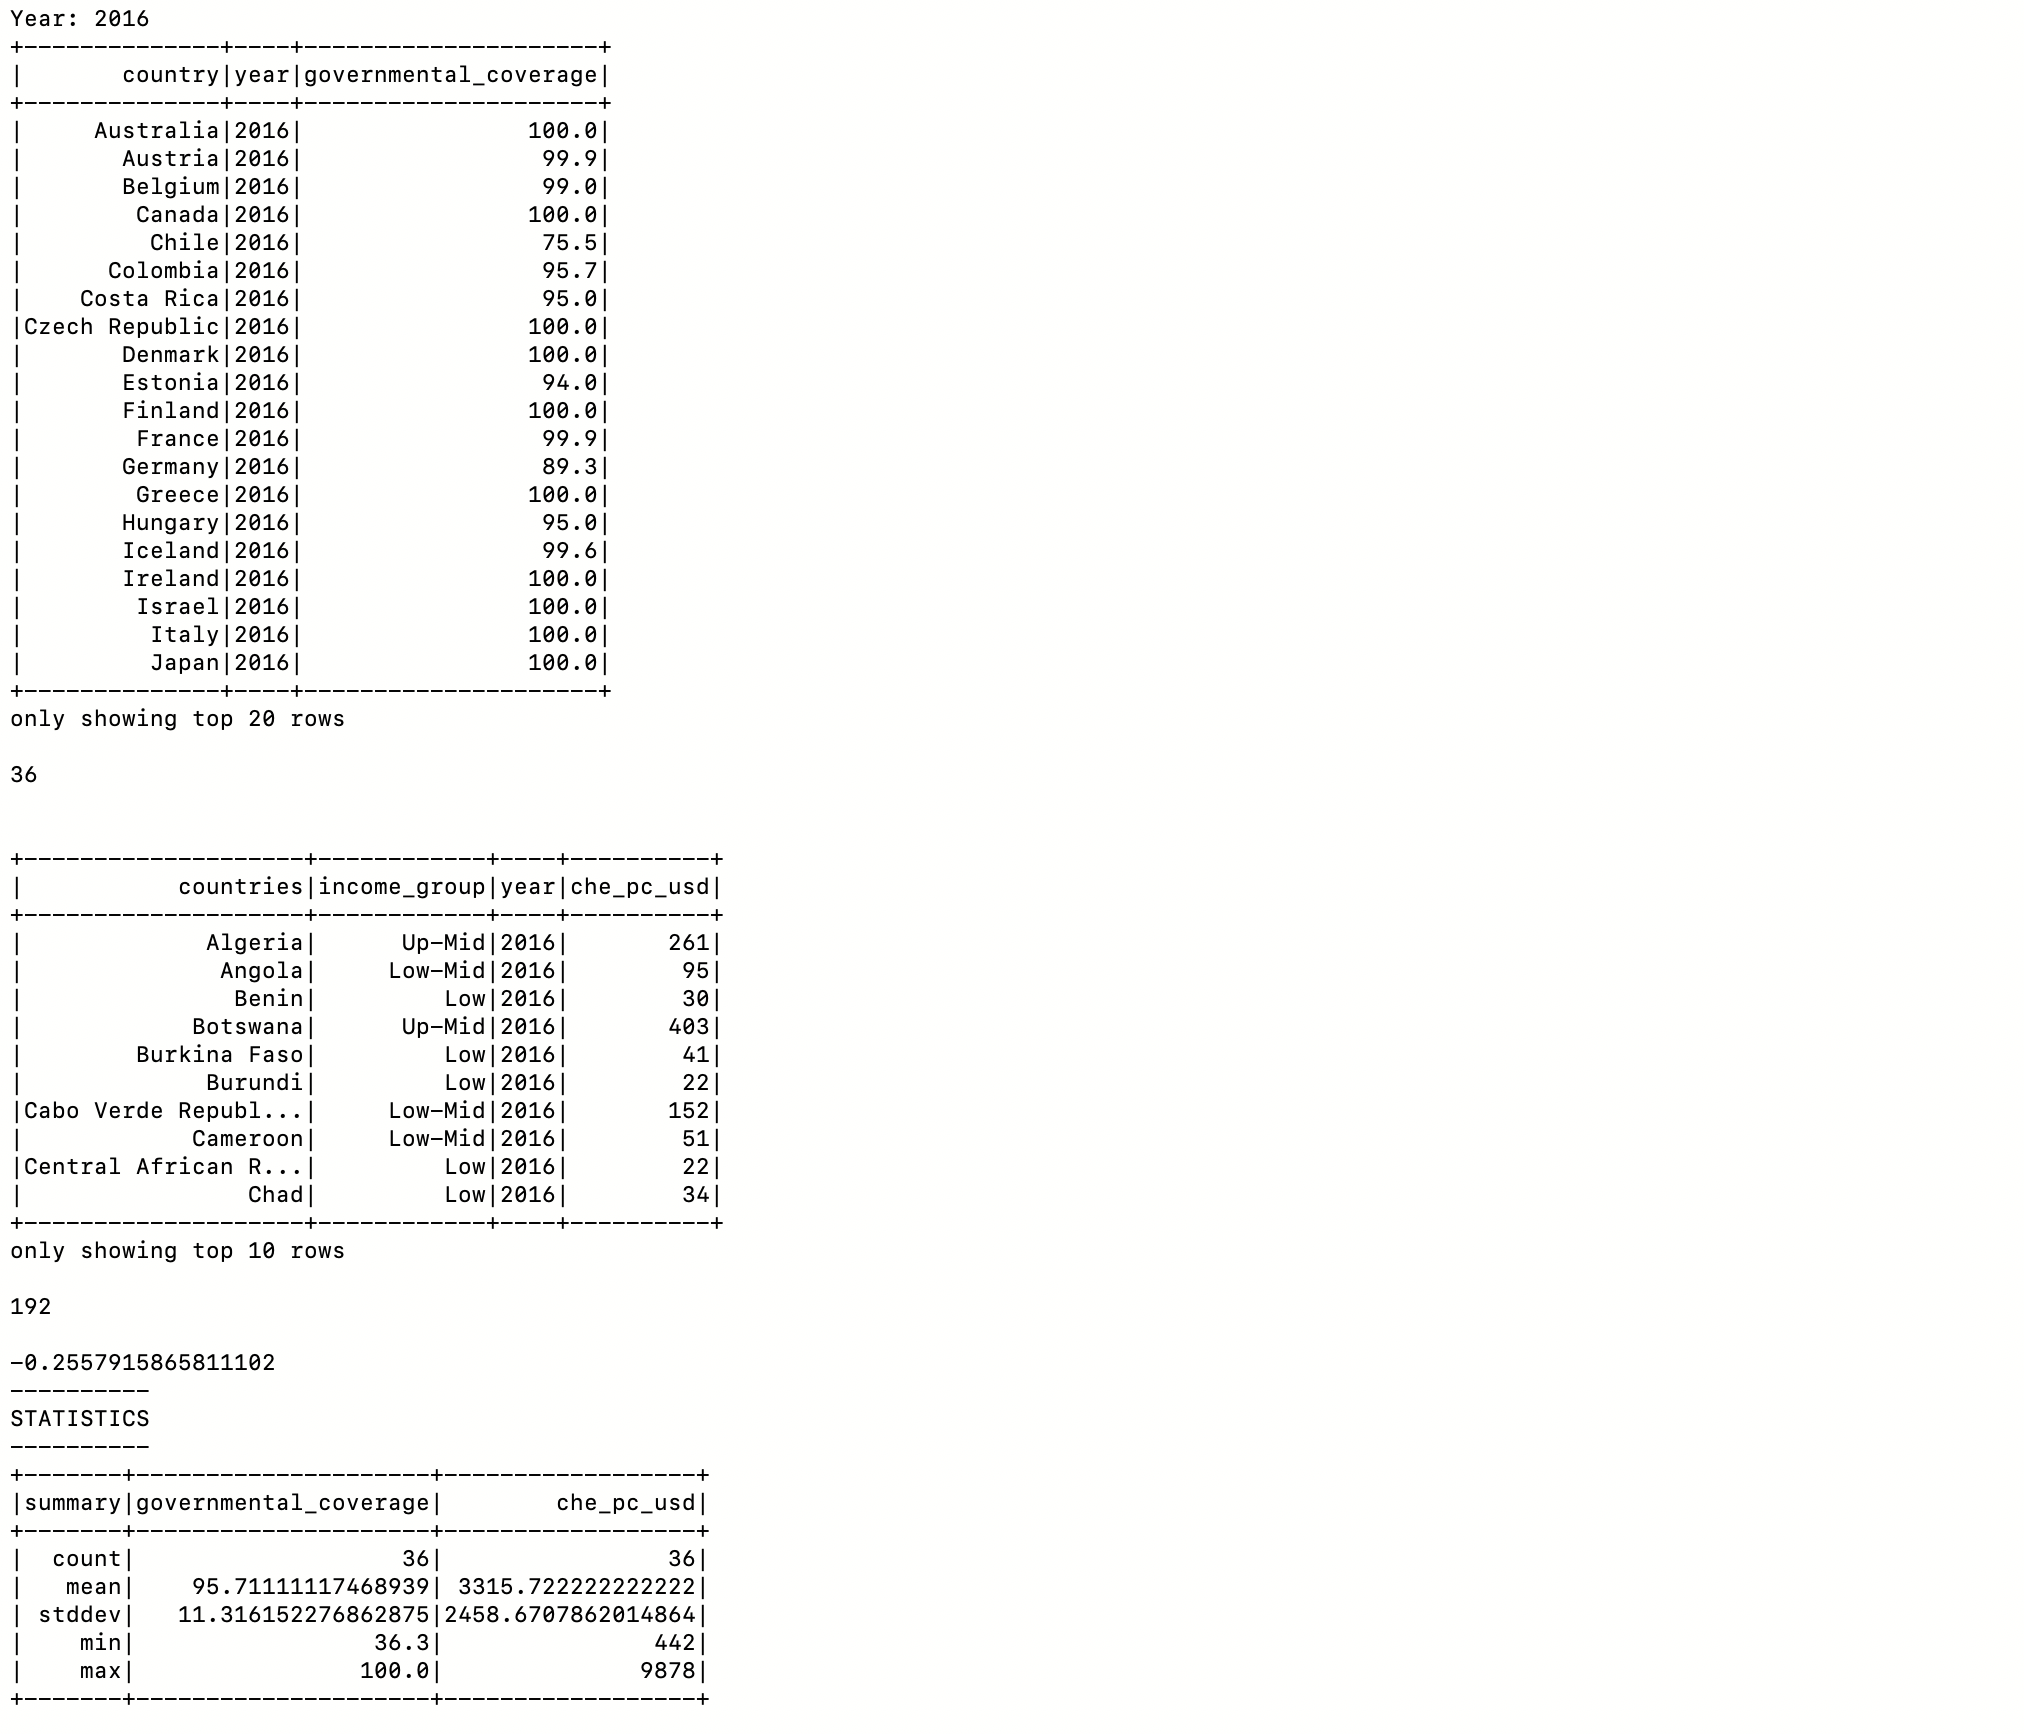 Year: 2016
+--------------+----+---------------------+
|       country|year|governmental_coverage|
+--------------+----+---------------------+
|     Australia|2016|                100.0|
|       Austria|2016|                 99.9|
|       Belgium|2016|                 99.0|
|        Canada|2016|                100.0|
|         Chile|2016|                 75.5|
|      Colombia|2016|                 95.7|
|    Costa Rica|2016|                 95.0|
|Czech Republic|2016|                100.0|
|       Denmark|2016|                100.0|
|       Estonia|2016|                 94.0|
|       Finland|2016|                100.0|
|        France|2016|                 99.9|
|       Germany|2016|                 89.3|
|        Greece|2016|                100.0|
|       Hungary|2016|                 95.0|
|       Iceland|2016|                 99.6|
|       Ireland|2016|                100.0|
|        Israel|2016|                100.0|
|         Italy|2016|                100.0|
|         Japan|2016|                100.0|
+--------------+----+---------------------+
only showing top 20 rows
36
+--------------------+------------+----+----------+
|           countries|income_group|year|che_pc_usd|
+--------------------+------------+----+----------+
|             Algeria|      Up-Mid|2016|       261|
|              Angola|     Low-Mid|2016|        95|
|               Benin|         Low|2016|        30|
|            Botswana|      Up-Mid|2016|       403|
|        Burkina Faso|         Low|2016|        41|
|             Burundi|         Low|2016|        22|
|Cabo Verde Republ...|     Low-Mid|2016|       152|
|            Cameroon|     Low-Mid|2016|        51|
|Central African R...|         Low|2016|        22|
|                Chad|         Low|2016|        34|
+--------------------+------------+----+----------+
only showing top 10 rows
192
-0.2557915865811102
----------
STATISTICS
----------
+-------+---------------------+------------------+
|summary|governmental_coverage|        che_pc_usd|
+-------+---------------------+------------------+
|  count|                   36|                36|
|   mean|    95.71111117468939| 3315.722222222222|
| stddev|   11.316152276862875|2458.6707862014864|
|    min|                 36.3|               442|
|    max|                100.0|              9878|
+-------+---------------------+------------------+